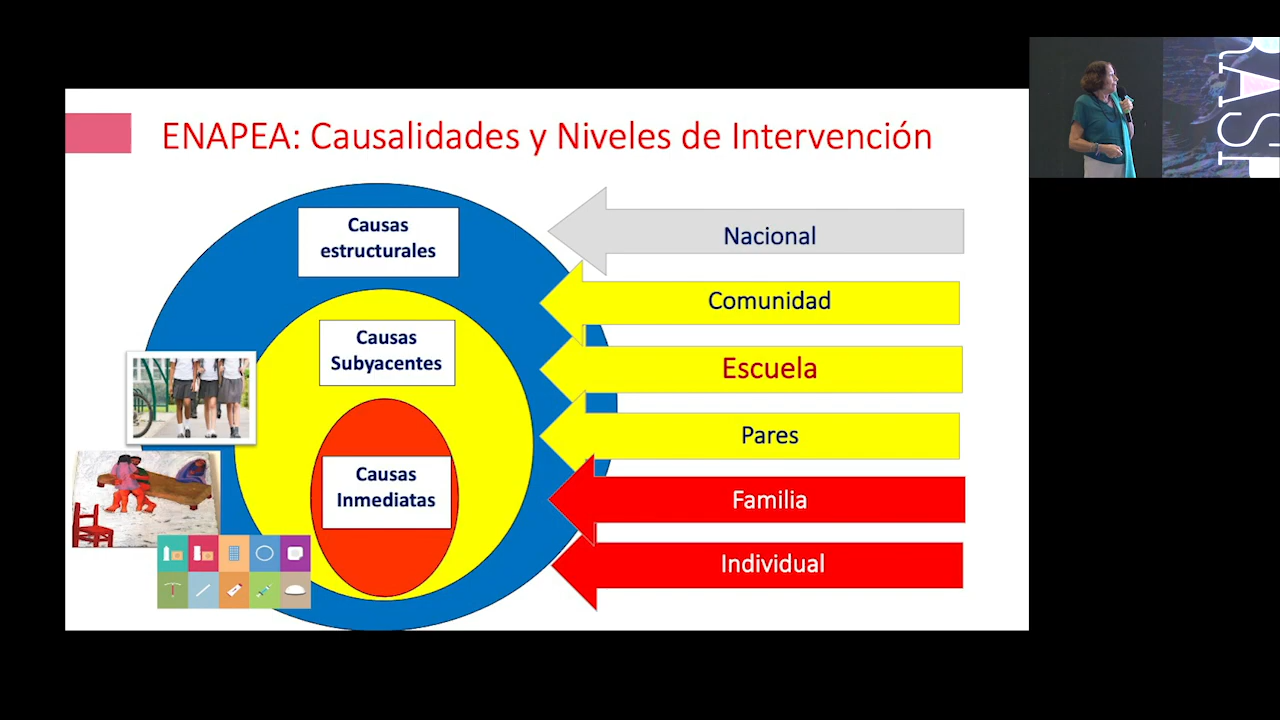 ENAPEA: Causalidades y Niveles de Intervención
Causas
estructurales
Nacional
Comunidad
Causas
Subyacentes
Escuela
Pares
Causas
Inmediatas
Familia
Individual